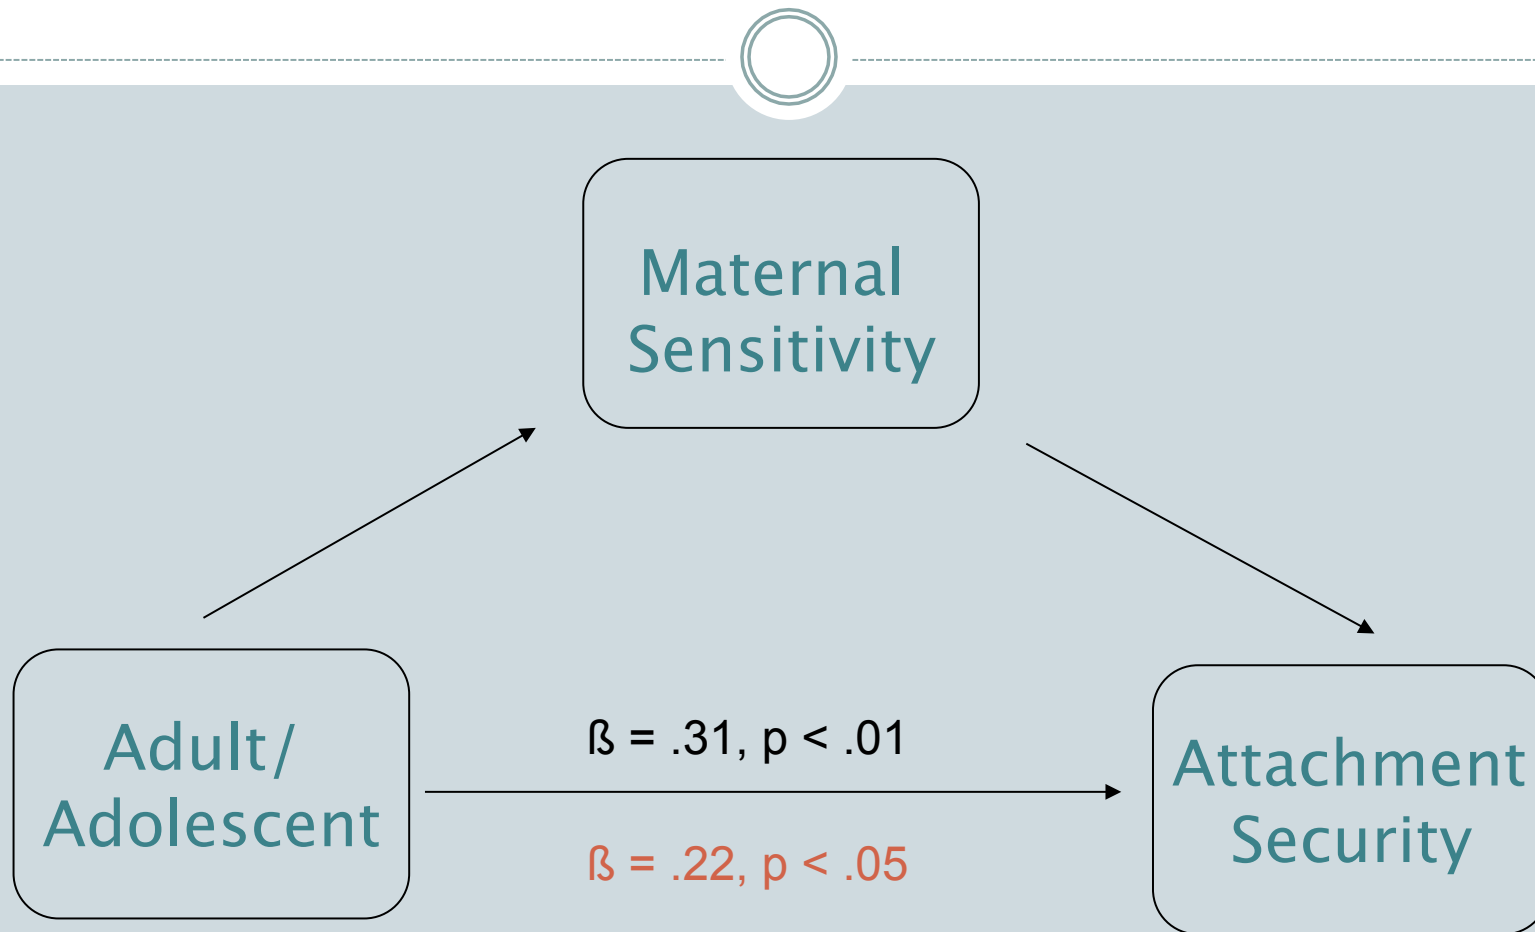 Maternal
Sensitivity
Adult/
Adolescent
ß = .31, p < .01
ß = .22, p < .05
Attachment
Security